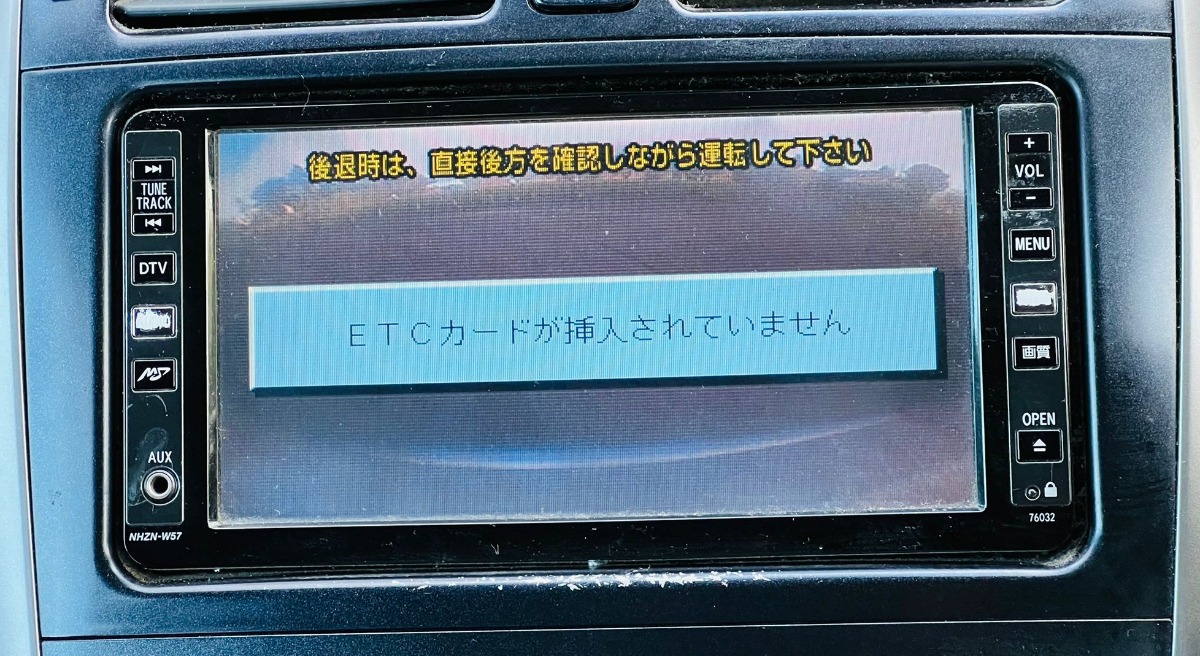 後退時は、直接後方を確認しながら運転して下さい
ETCカードが挿入されていません
TUNE
TRACK
DTV
AUX
NHZN-W57
+
VOL
-
MENU
画質
OPEN
76032